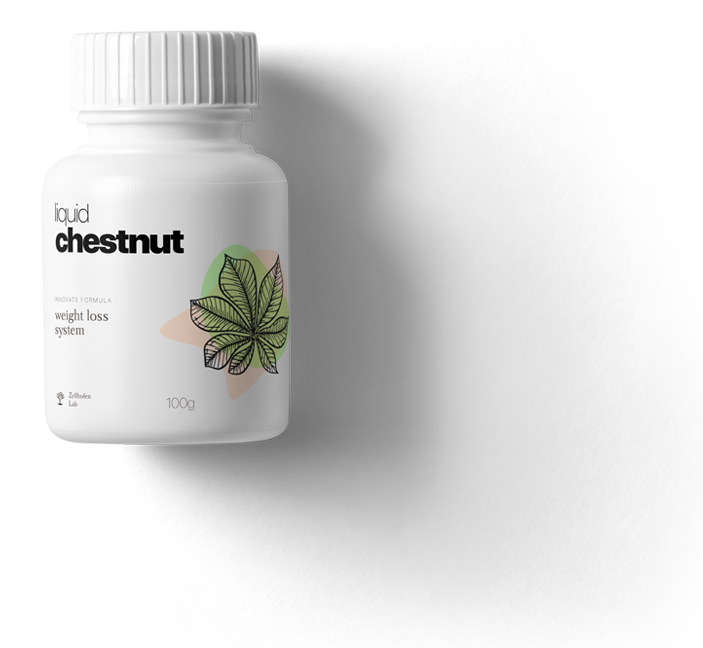 liquid
chestnut
INNOVATE FORMULA
weight loss
system
Zellhofen
Lab
100g